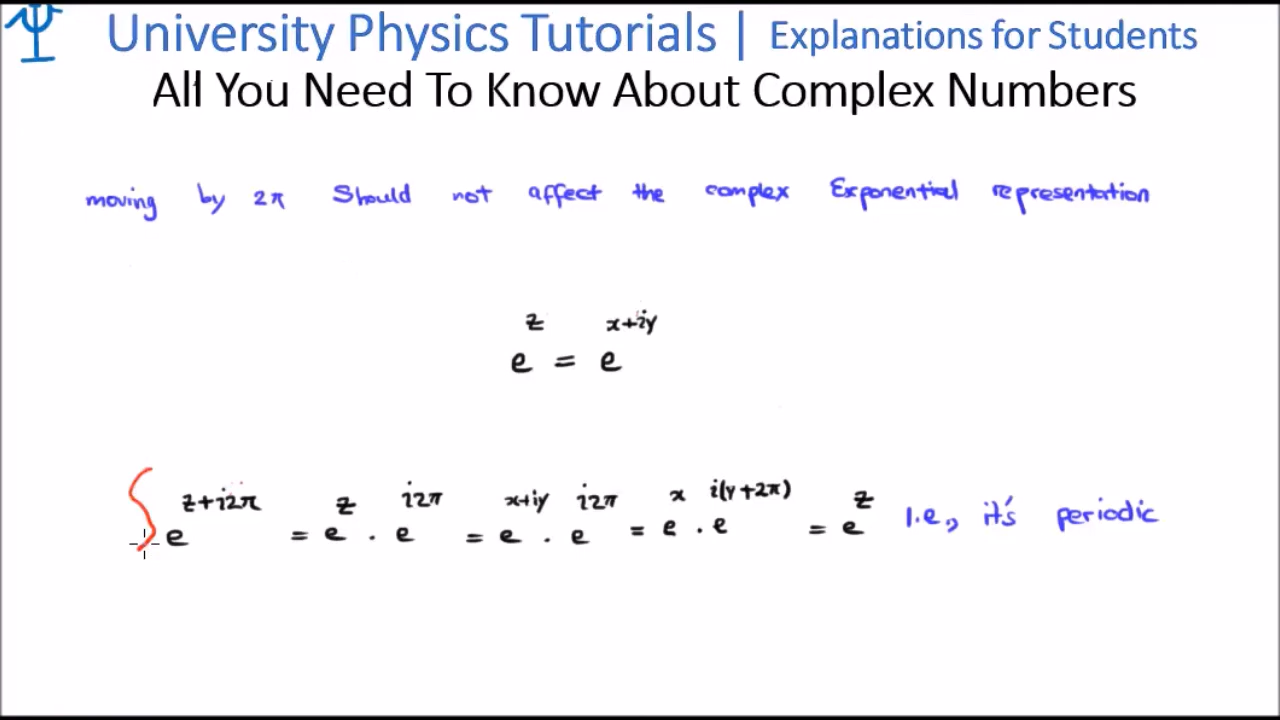 Ψ University Physics Tutorials | Explanations for Students
All You Need To Know About Complex Numbers
moving by 2π Should not affect the complex Exponential representation
e^z = e^{x+iy}
e^{z+i2π} = e^z . e^{i2π} = e^{x+iy} . e^{i2π} = e^x . e^{i(y+2π)} = e^z I.e, it's periodic